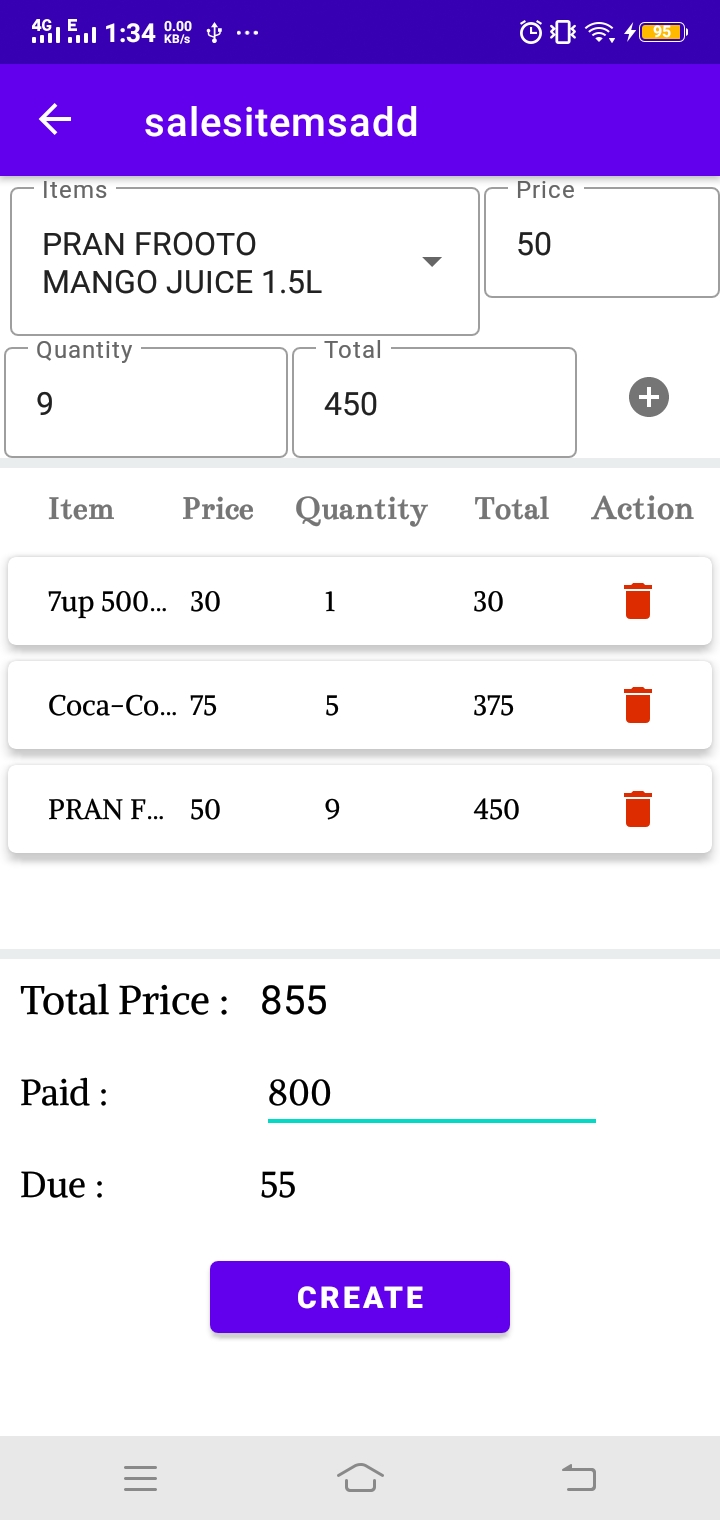 4G E 1:34 0.00 KB/s ... 95
salesitemsadd
Items Price
PRAN FROOTO
MANGO JUICE 1.5L
50
Quantity Total
9 450
Item Price Quantity Total Action
7up 500... 30 1 30
Coca-Co... 75 5 375
PRAN F... 50 9 450
Total Price : 855
Paid : 800
Due : 55
CREATE